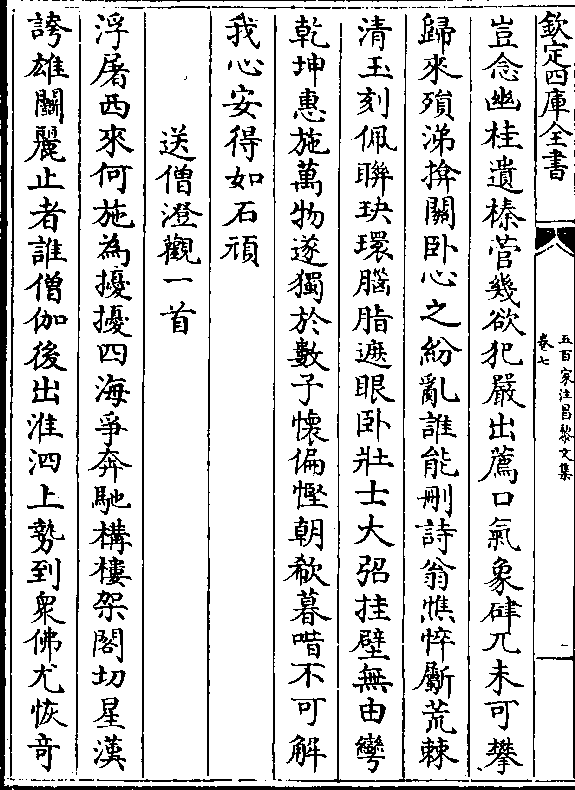 欽定四庫全書
五百家注昌黎文集
卷七
二
豈念幽桂遺榛菅幾欲犯嚴出薦口氣象硉兀未可攀
歸來殞涕揜關卧心之紛亂誰能刪詩翁憔悴劚荒棘
清玉刻佩聯玦環腦脂遮眼卧壯士大弨挂壁無由彎
乾坤惠施萬物遂獨於數子懷偏慳朝欷暮唶不可解
我心安得如石頑
送僧澄觀一首
浮屠西來何施為擾擾四海爭奔馳構樓架閣切星漢
誇雄鬭麗止者誰僧伽後出淮泗上勢到衆佛尤恢竒